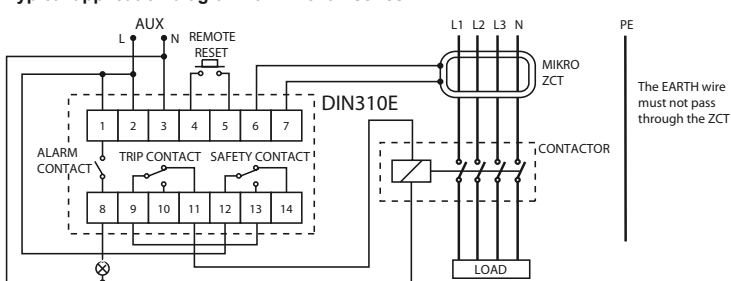 AUX
L
N
REMOTE
RESET
L1 L2 L3 N
PE
MIKRO
ZCT
The EARTH wire
must not pass
through the ZCT
DIN310E
1 2 3 4 5 6 7
ALARM
CONTACT
TRIP CONTACT
SAFETY CONTACT
CONTACTOR
8 9 10 11 12 13 14
LOAD